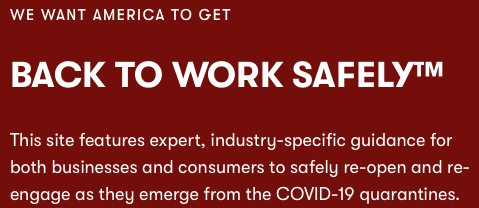 WE WANT AMERICA TO GET
BACK TO WORK SAFELY™
This site features expert, industry-specific guidance for
both businesses and consumers to safely re-open and re-
engage as they emerge from the COVID-19 quarantines.